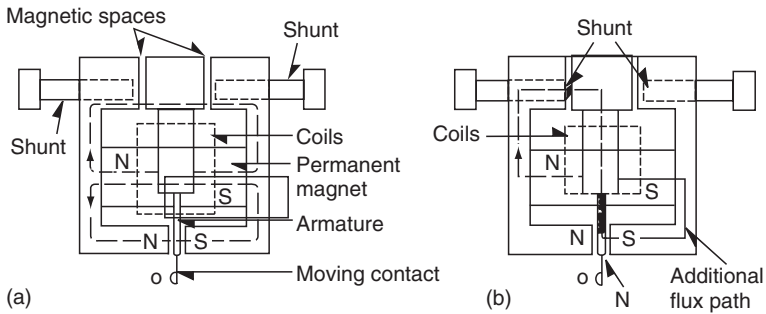 (a)
Magnetic spaces
Shunt
Shunt
Coils
N
Permanent
magnet
S
Armature
N
S
o
Moving contact
(b)
Shunt
Coils
N
S
N
S
o
N
Additional
flux path